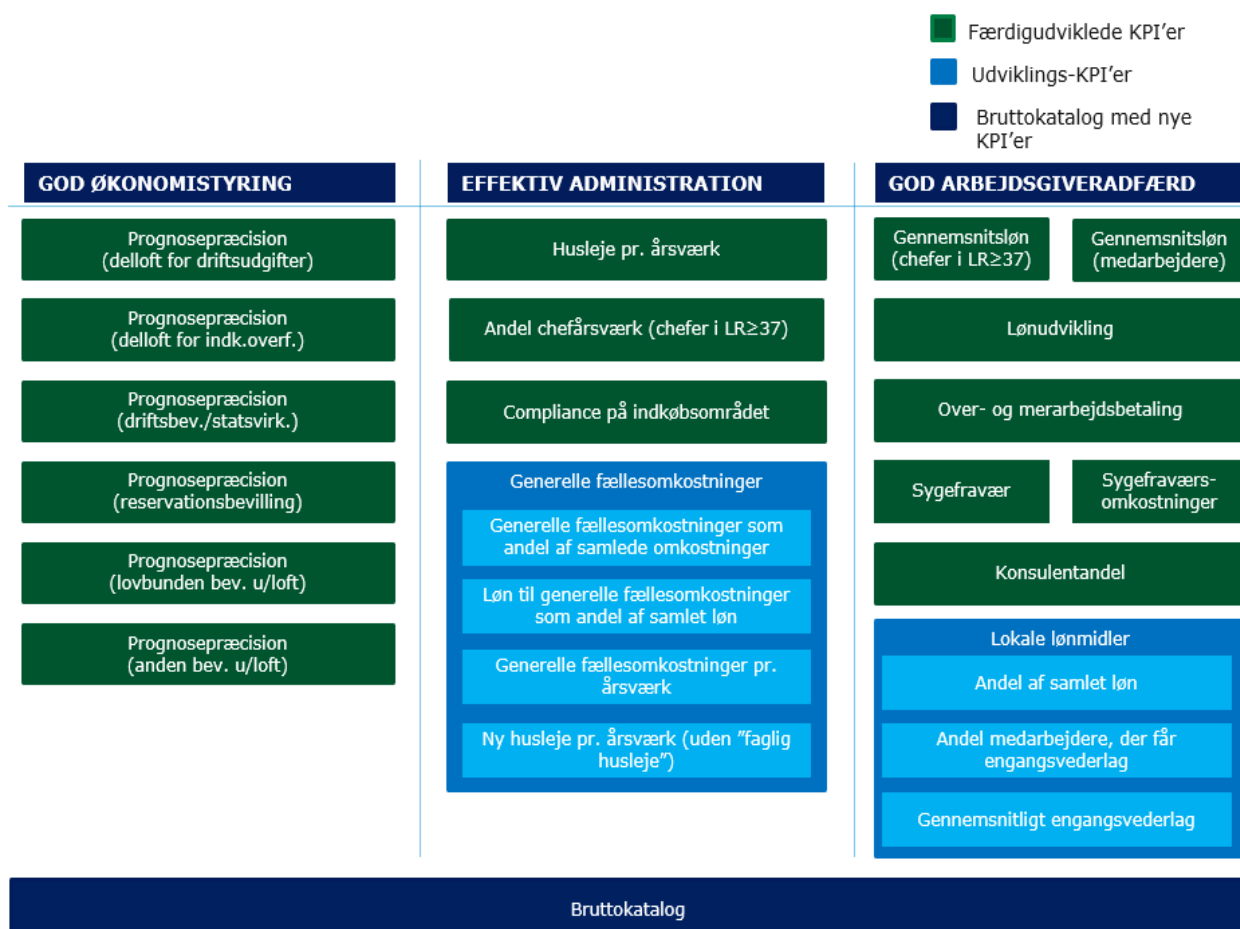 Færdigudviklede KPI’er
Udviklings-KPI’er
Bruttokatalog med nye
KPI’er
GOD ØKONOMISTYRING
Prognosepræcision
(delloft for driftsudgifter)
Prognosepræcision
(delloft for indk.overf.)
Prognosepræcision
(driftsbev./statsvirk.)
Prognosepræcision
(reservationsbevilling)
Prognosepræcision
(lovbunden bev. u/loft)
Prognosepræcision
(anden bev. u/loft)
EFFEKTIV ADMINISTRATION
Husleje pr. årsværk
Andel chefårsværk (chefer i LR≥37)
Compliance på indkøbsområdet
Generelle fællesomkostninger
Generelle fællesomkostninger som
andel af samlede omkostninger
Løn til generelle fællesomkostninger
som andel af samlet løn
Generelle fællesomkostninger pr.
årsværk
Ny husleje pr. årsværk (uden ”faglig
husleje”)
GOD ARBEJDSGIVERADFÆRD
Gennemsnitsløn
(chefer i LR≥37)
Gennemsnitsløn
(medarbejdere)
Lønudvikling
Over- og merarbejdsbetaling
Sygefravær
Sygefraværs-
omkostninger
Konsulentandel
Lokale lønmidler
Andel af samlet løn
Andel medarbejdere, der får
engangsvederlag
Gennemsnitligt engangsvederlag
Bruttokatalog